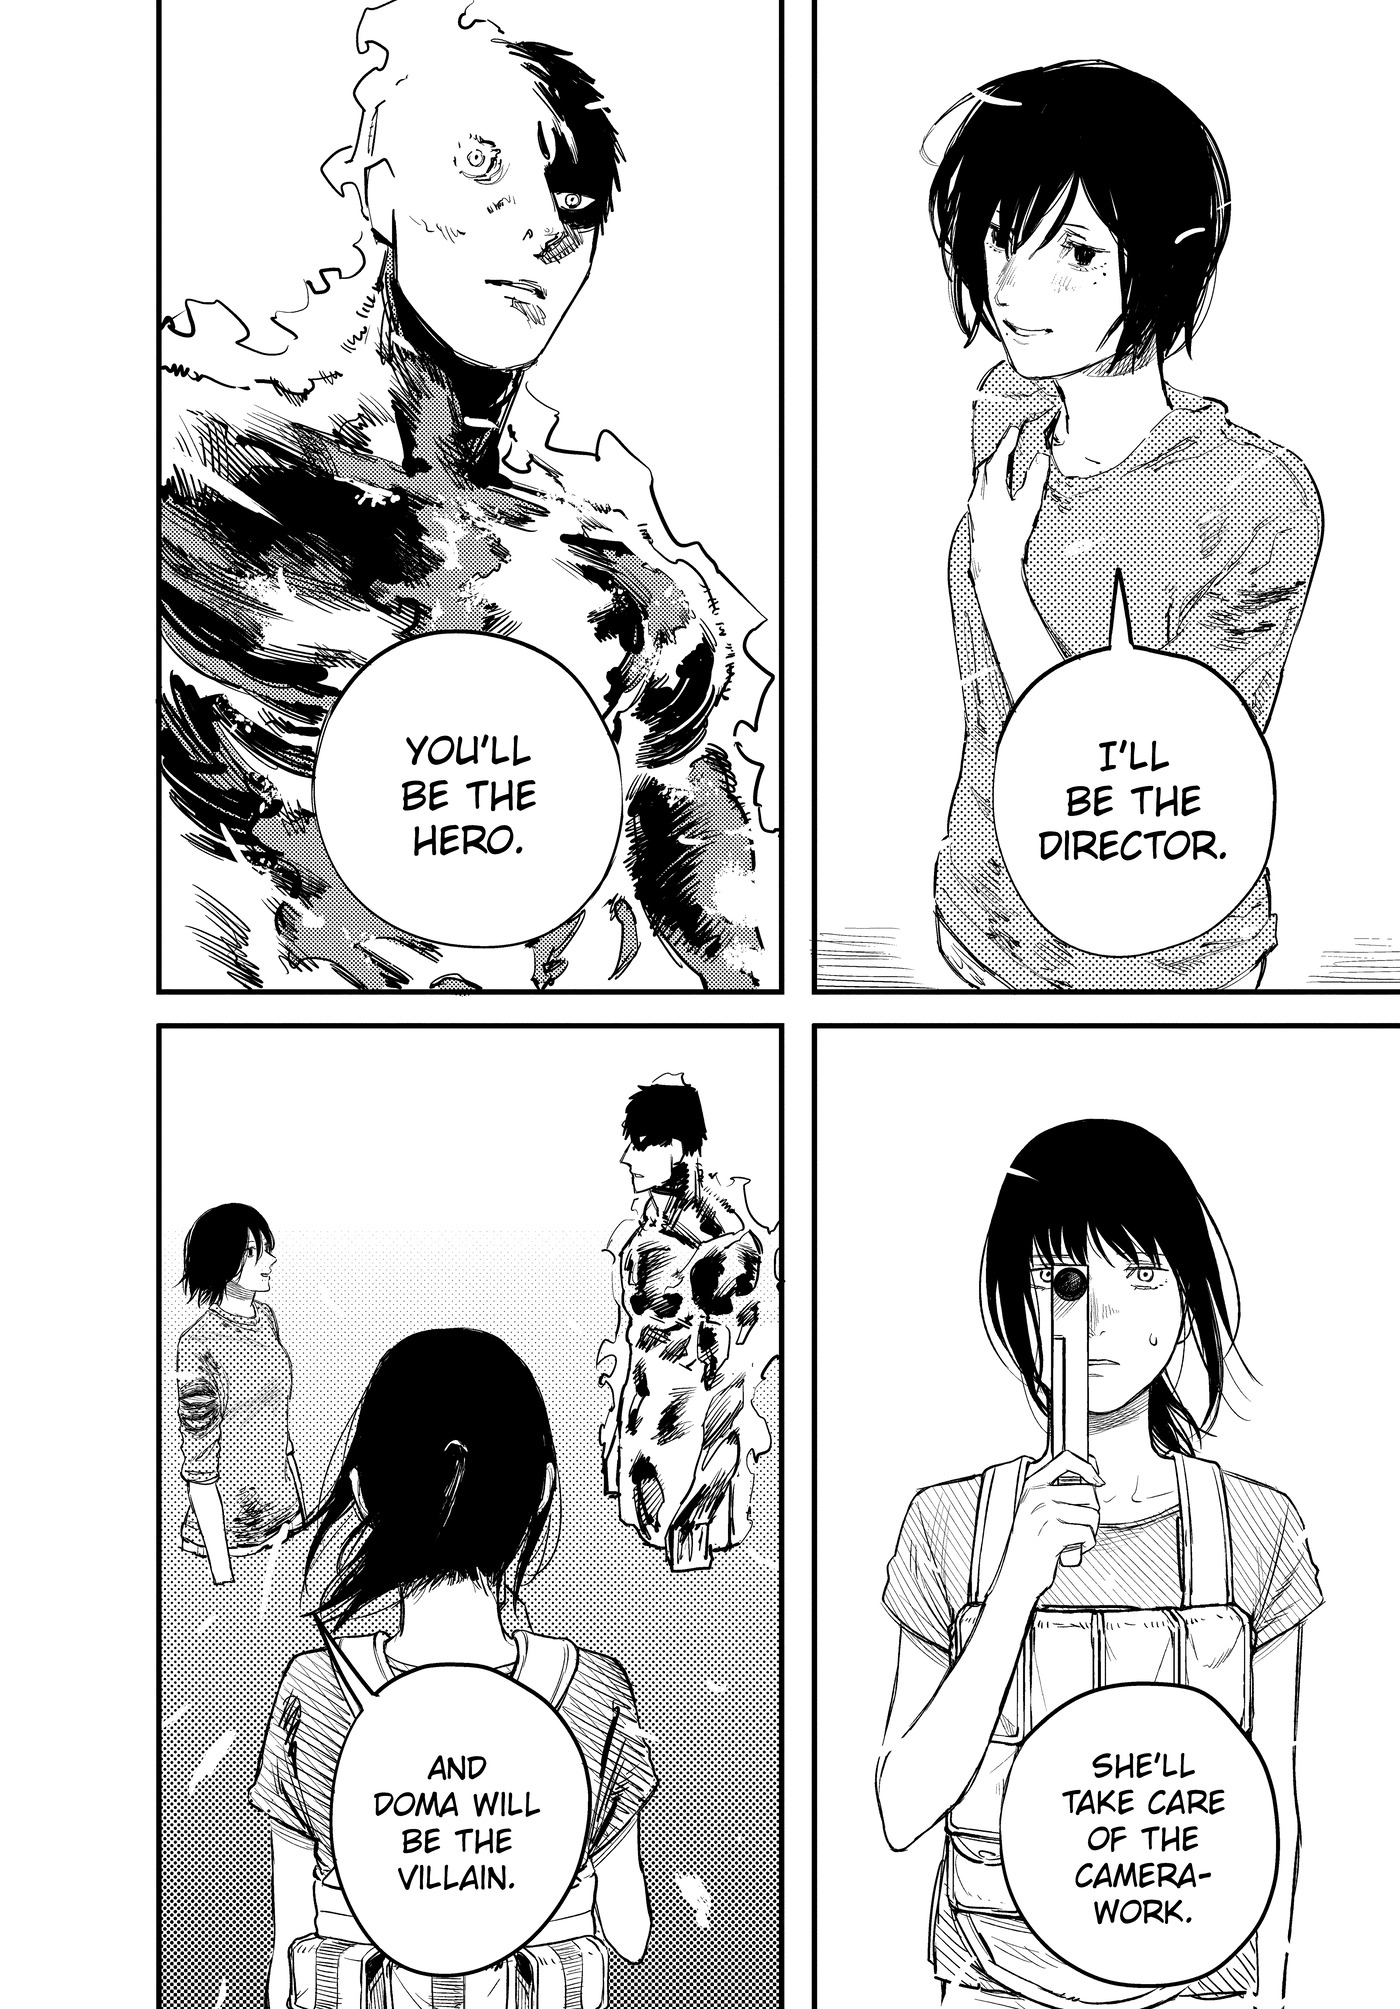 I'LL
BE THE
DIRECTOR.
YOU'LL
BE THE
HERO.
SHE'LL
TAKE CARE
OF THE
CAMERA-
WORK.
AND
DOMA WILL
BE THE
VILLAIN.